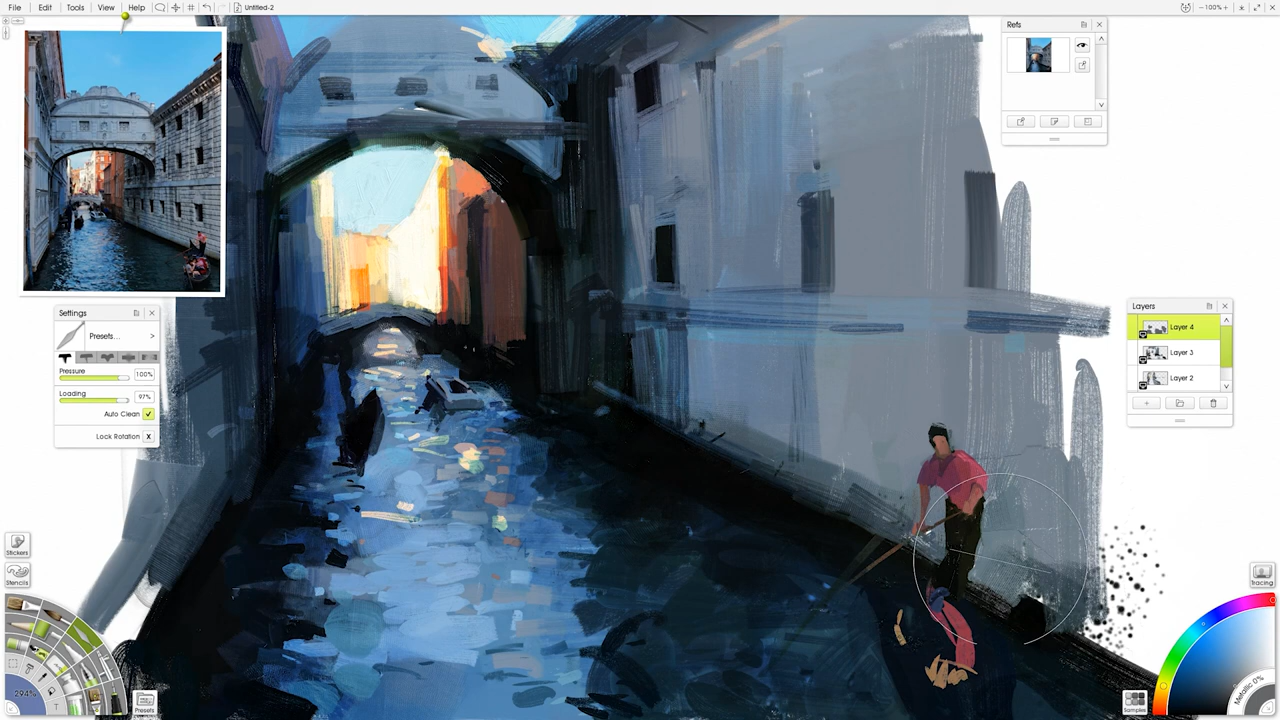 File Edit Tools View Help Untitled-2 - 100% +
Refs
Settings
Presets... >
Pressure 100%
Loading 97%
Auto Clean
Lock Rotation X
Layers
Layer 4
Layer 3
Layer 2
Stickers
Stencils
Tracing
294%
Presets
Samples
Metallic 0%